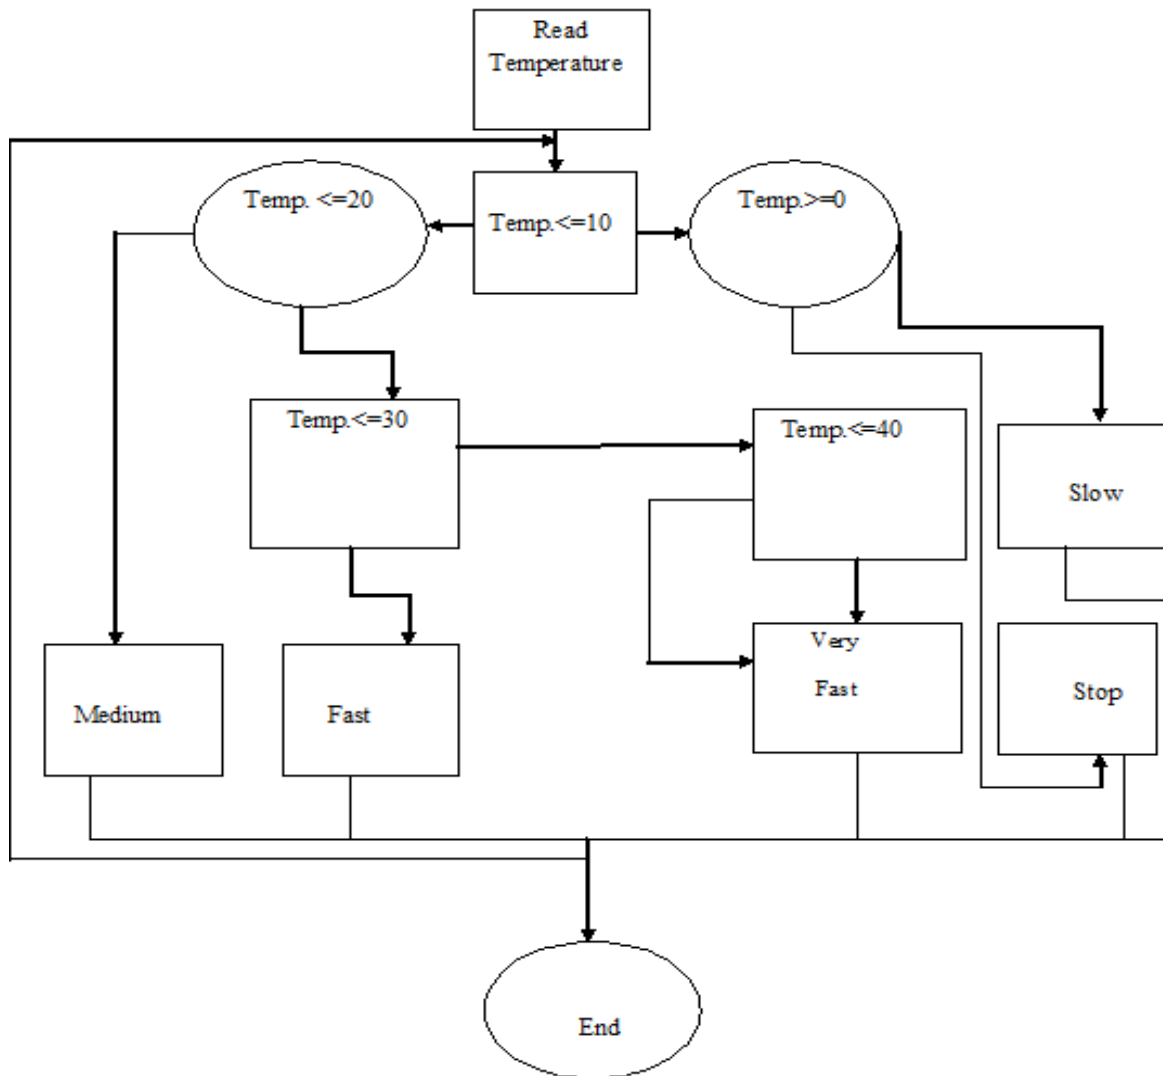 Read
Temperature
Temp. <=20
Temp.<=10
Temp.>=0
Temp.<=30
Temp.<=40
Slow
Medium
Fast
Very
Fast
Stop
End